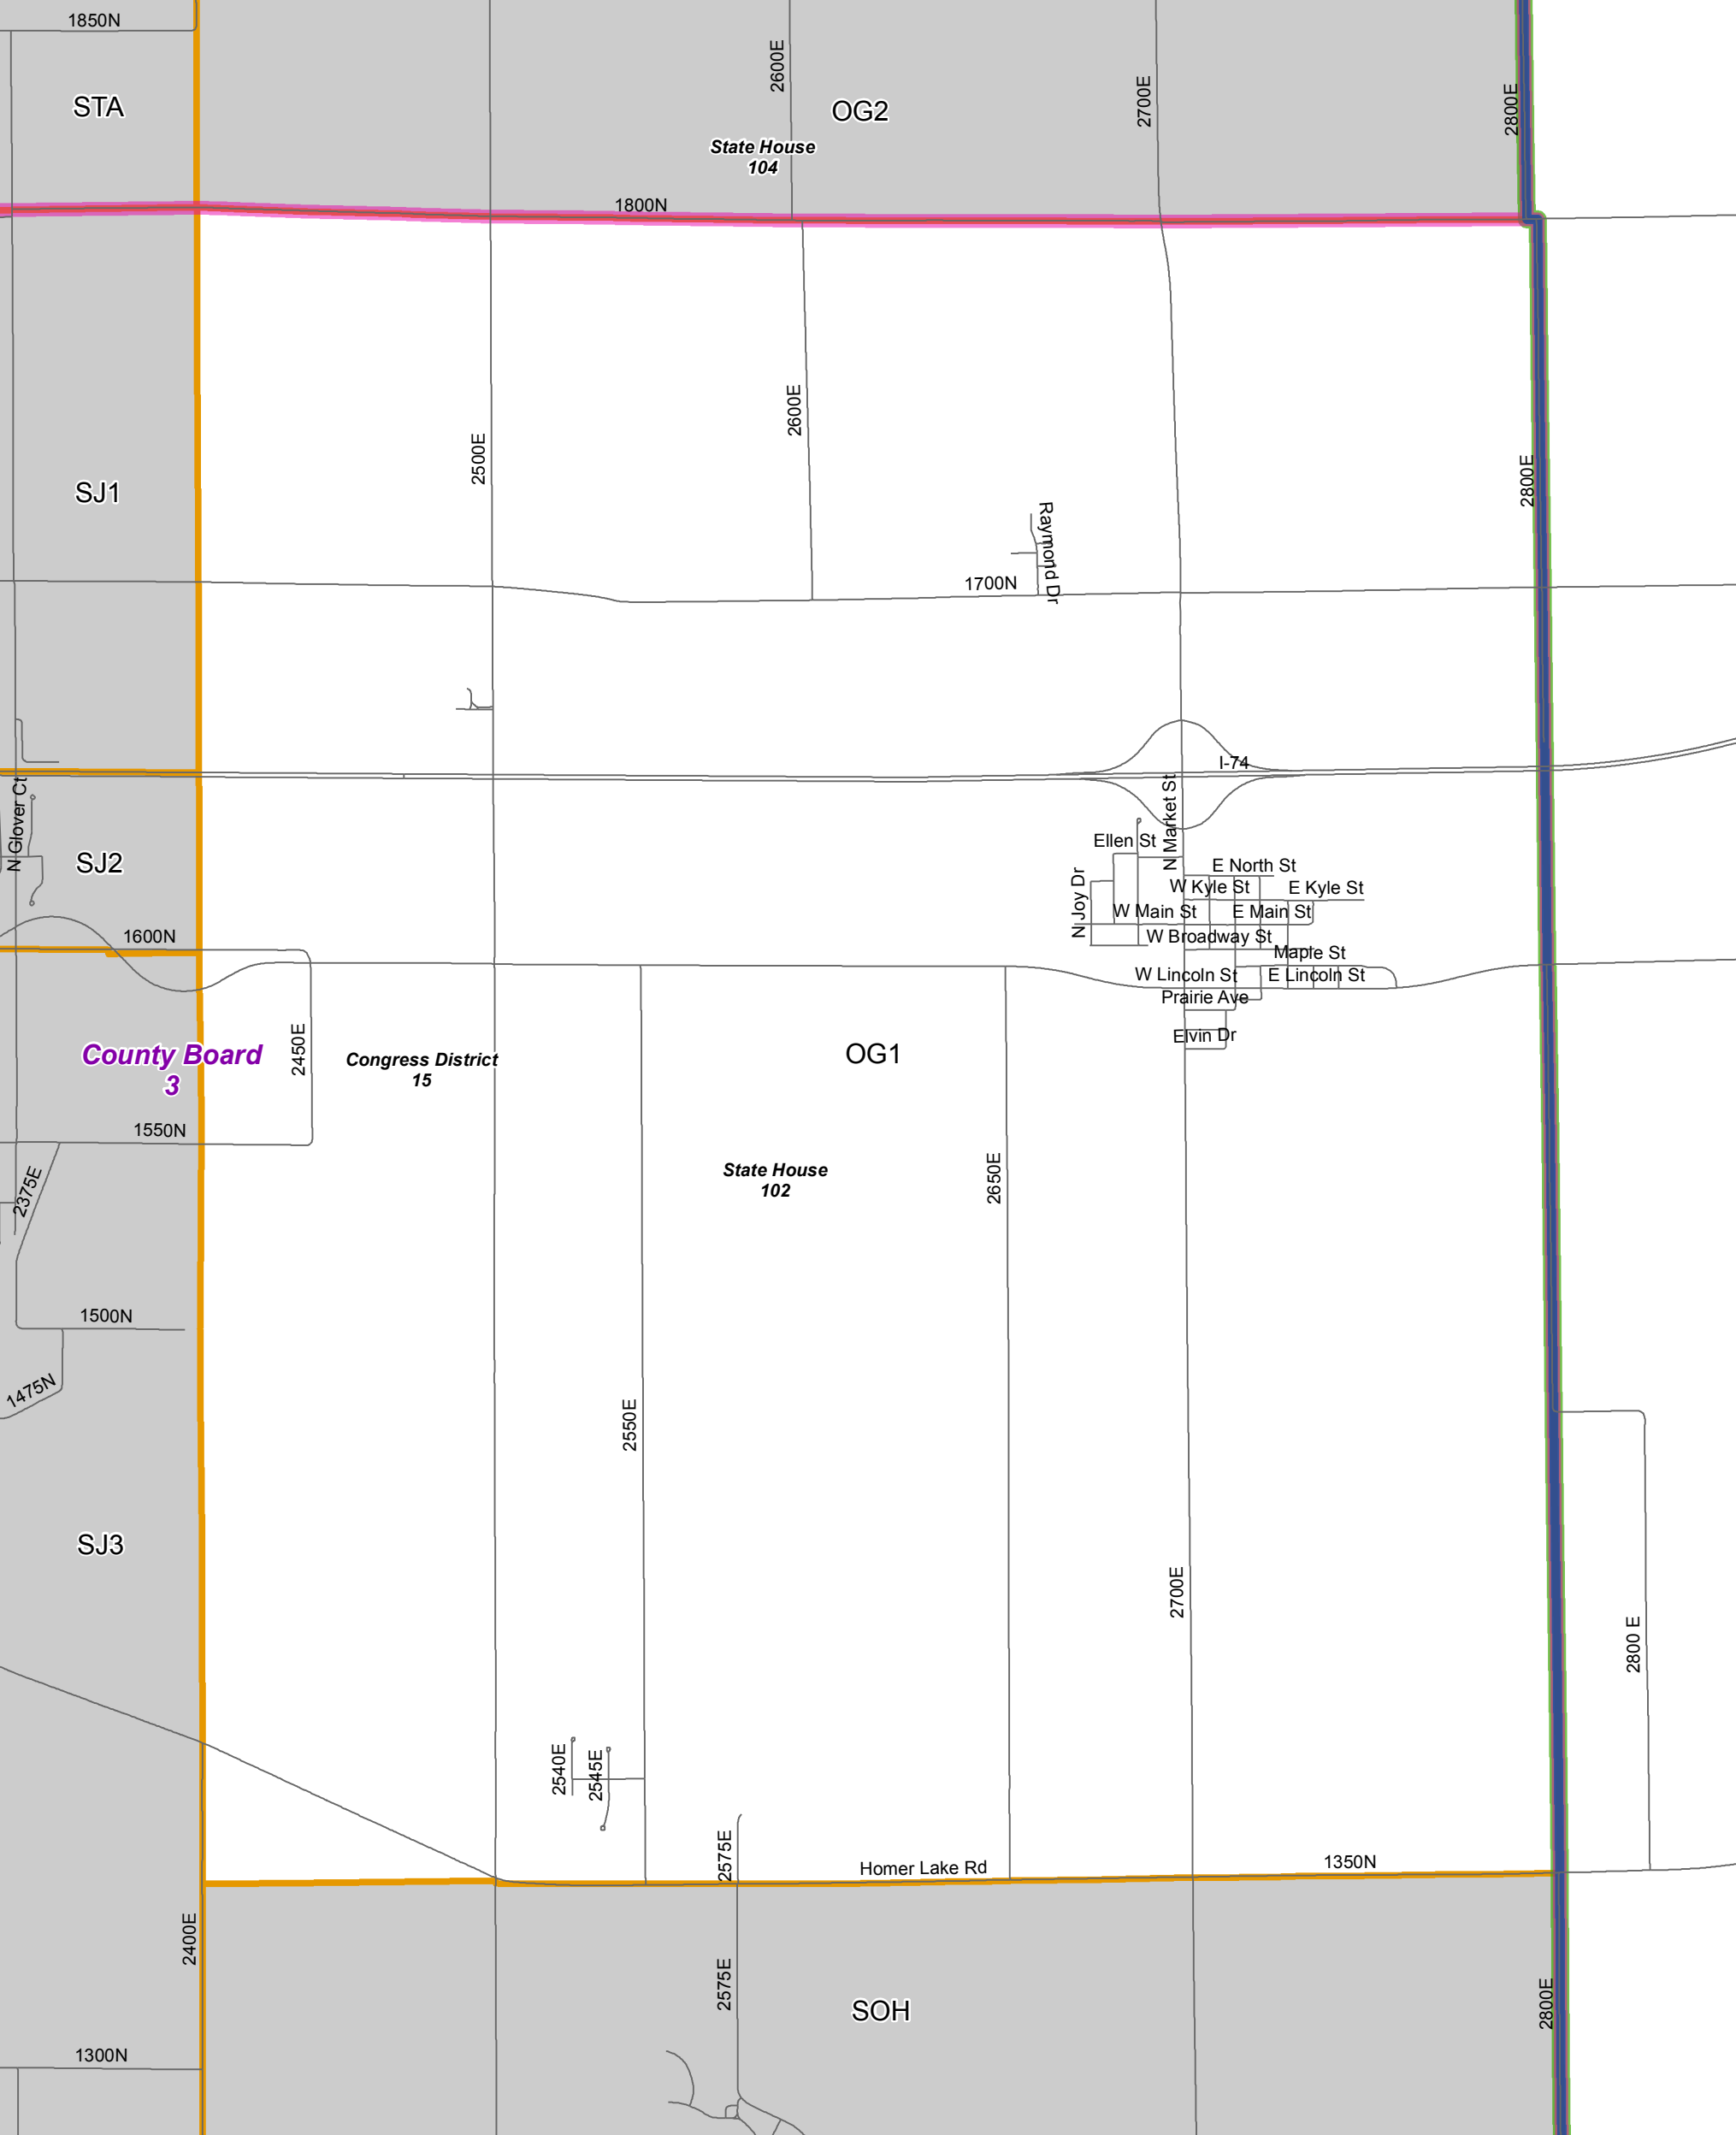 1850N
STA
2600E
2700E
2800E
OG2
State House
104
1800N
2600E
2500E
2800E
SJ1
Raymond Dr
1700N
I-74
N Glover Ct
N Market St
Ellen St
SJ2
E North St
W Kyle St
E Kyle St
N Joy Dr
W Main St
E Main St
1600N
W Broadway St
Maple St
W Lincoln St
E Lincoln St
Prairie Ave
Elvin Dr
2450E
County Board
3
Congress District
15
OG1
1550N
State House
102
2650E
2375E
1500N
1475N
2550E
SJ3
2700E
2800 E
2540E
2545E
2575E
Homer Lake Rd
1350N
2400E
2575E
SOH
2800E
1300N